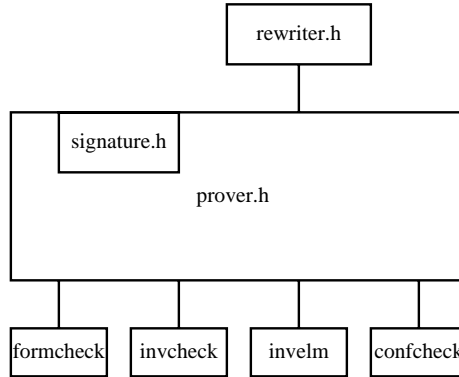 rewriter.h
signature.h
prover.h
formcheck
invcheck
invelm
confcheck